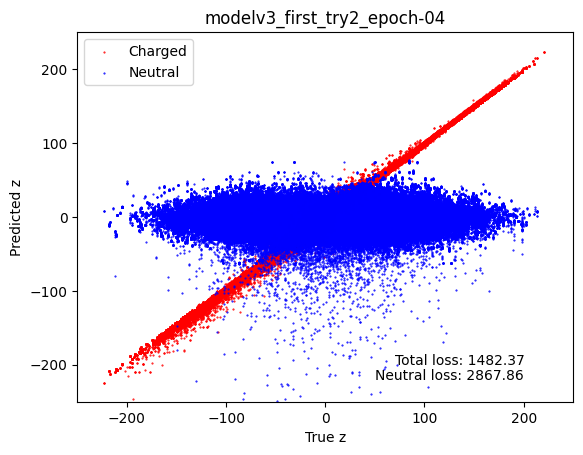 modelv3_first_try2_epoch-04
Charged
Neutral
Predicted z
200
100
0
−100
−200
Total loss: 1482.37
Neutral loss: 2867.86
−200
−100
0
100
200
True z